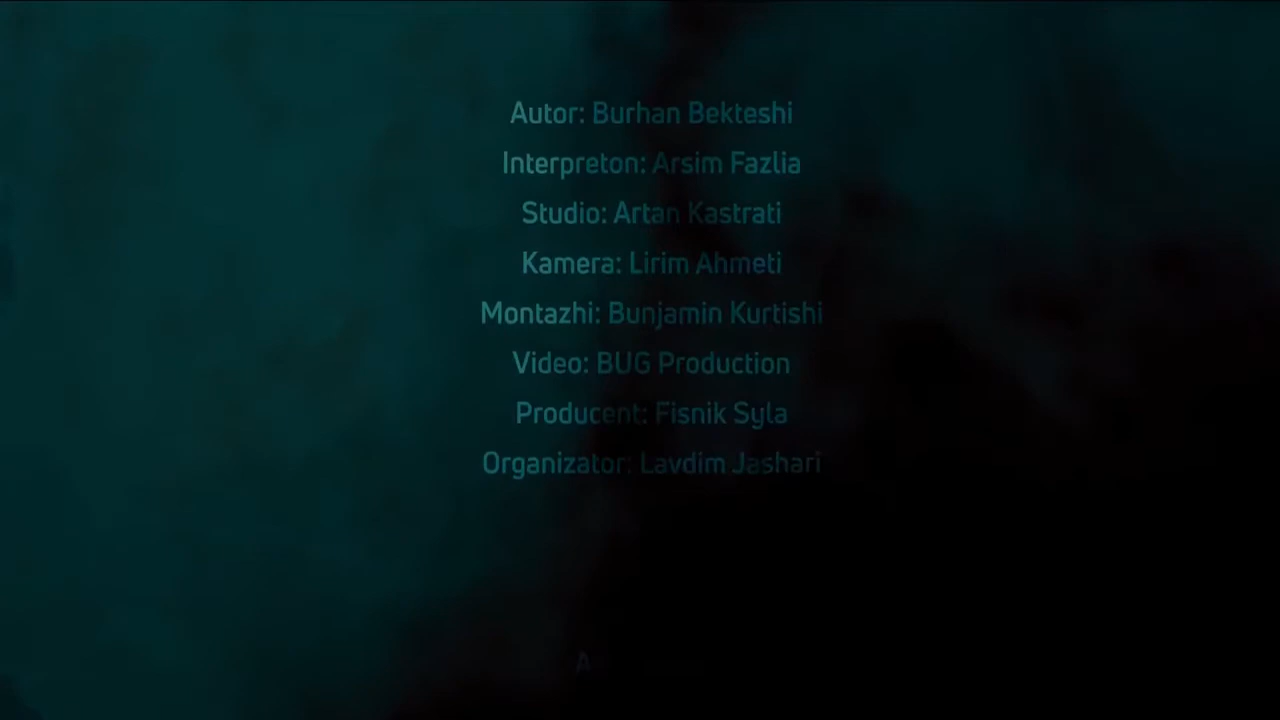 Autor: Burhan Bekteshi
Interpreton: Arsim Fazlia
Studio: Artan Kastrati
Kamera: Lirim Ahmeti
Montazhi: Bunjamin Kurtishi
Video: BUG Production
Producent: Fisnik Syla
Organizator: Lavdim Jashari